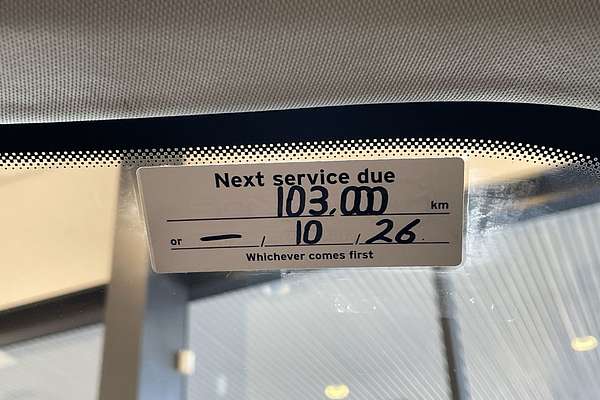 Next service due
103,000 km
or — / 10 / 26
Whichever comes first